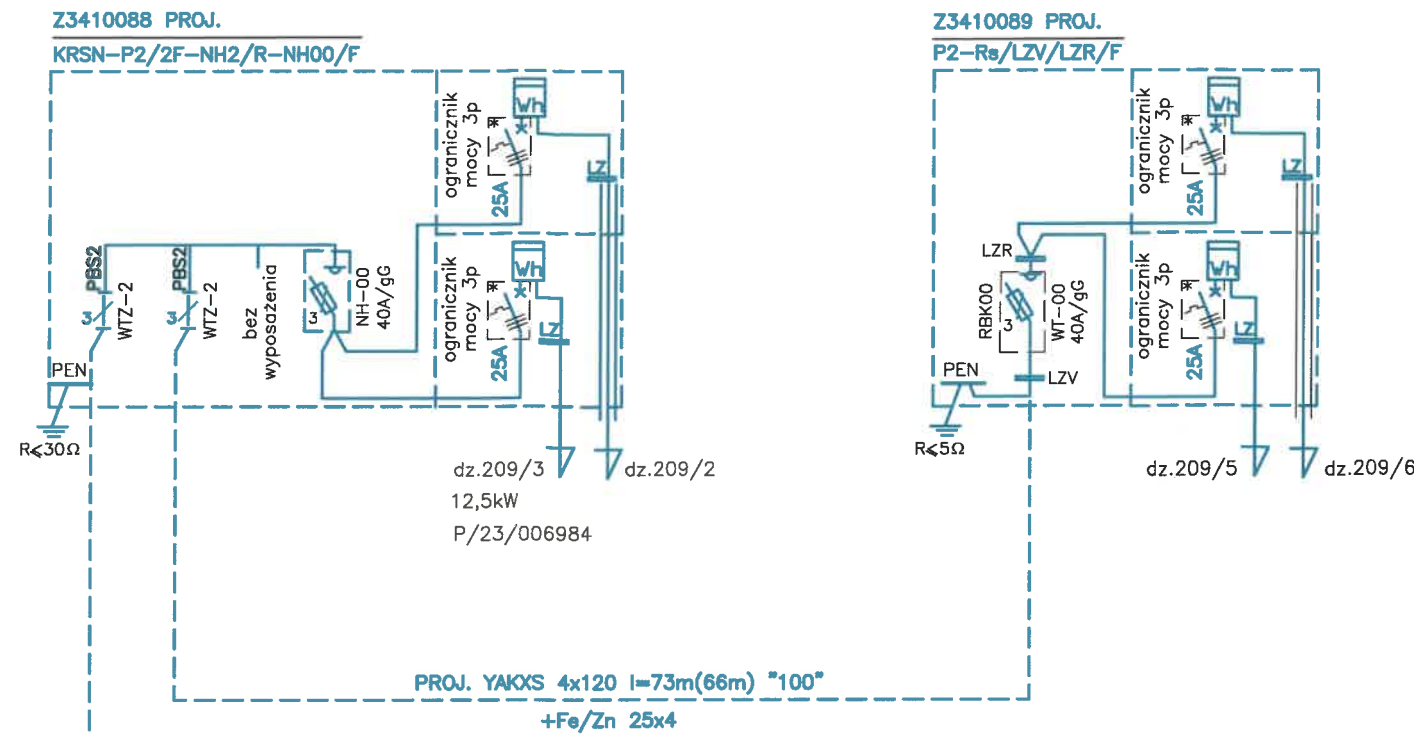 Z3410088 PROJ.
KRSN-P2/2F-NH2/R-NH00/F
Wh
ogranicznik
mocy 3p
25A
LZ
PBS2
3
WTZ-2
PBS2
3
WTZ-2
bez
wyposażenia
3
NH-00
40A/gG
Wh
ogranicznik
mocy 3p
25A
LZ
PEN
R⩽30Ω
dz.209/3
12,5kW
P/23/006984
dz.209/2
Z3410089 PROJ.
P2-Rs/LZV/LZR/F
Wh
ogranicznik
mocy 3p
25A
LZ
LZR
RBK00
3
WT-00
40A/gG
LZV
Wh
ogranicznik
mocy 3p
25A
LZ
PEN
R⩽5Ω
dz.209/5
dz.209/6
PROJ. YAKXS 4x120 l=73m(66m) "100"
+Fe/Zn 25x4